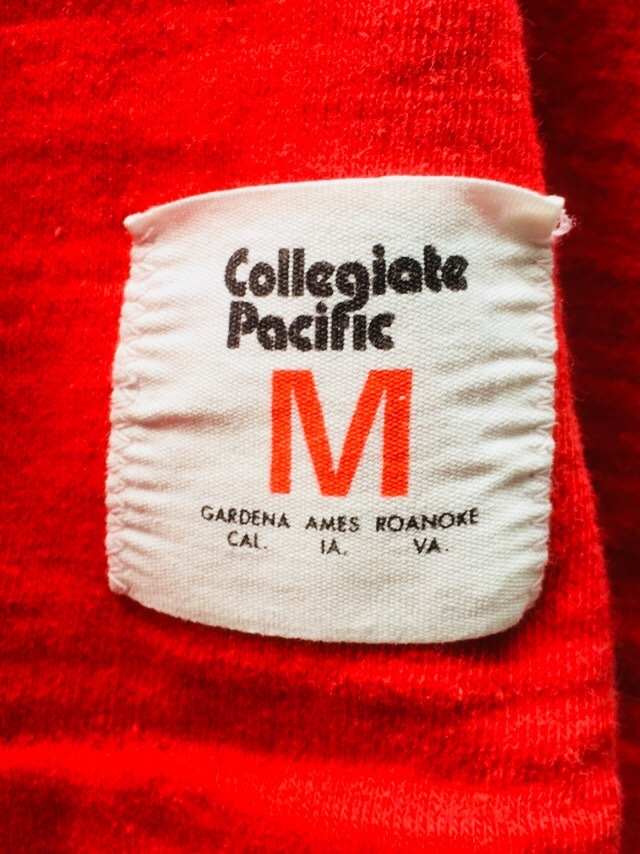 Collegiate
Pacific
M
GARDENA AMES ROANOKE
CAL. IA. VA.